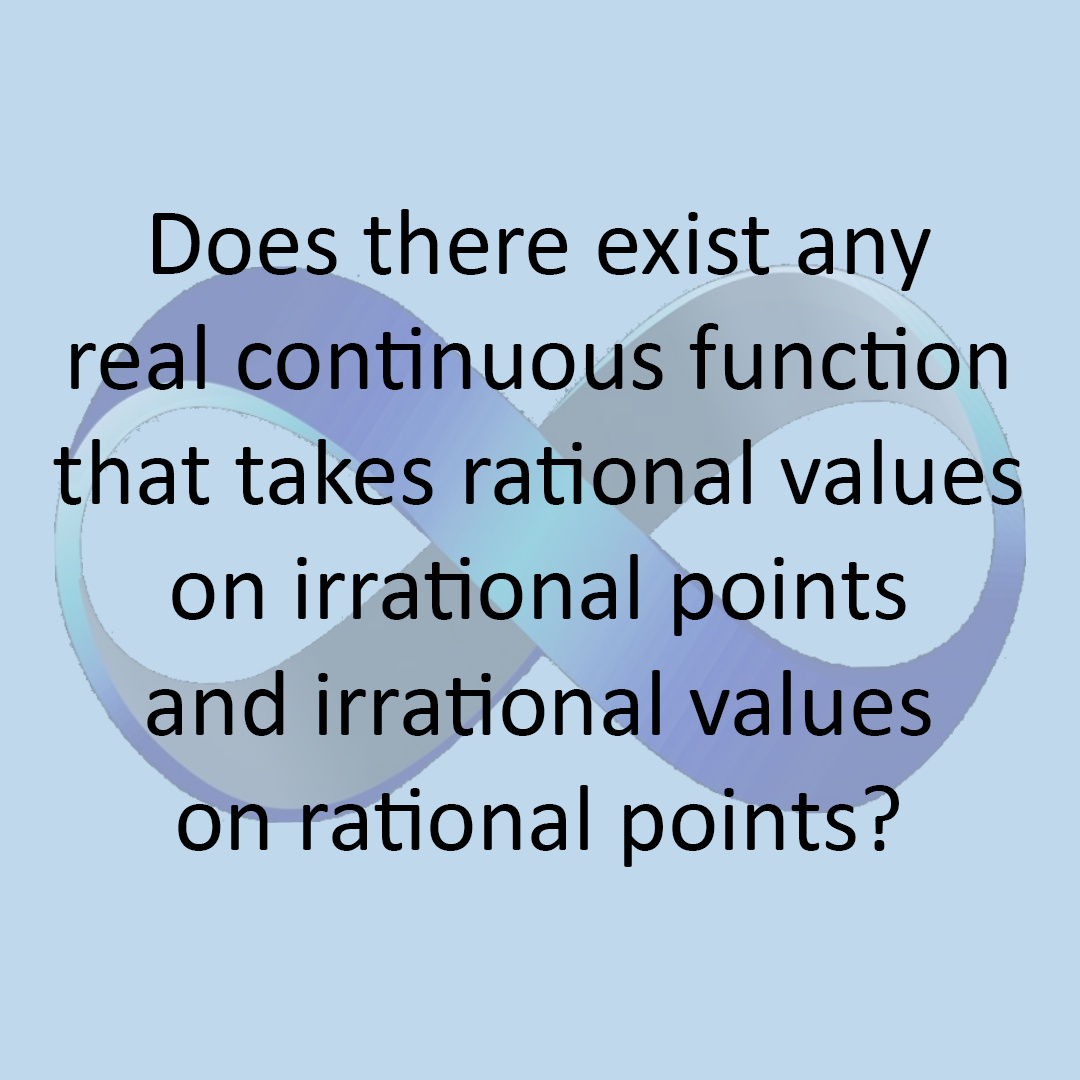 Does there exist any
real continuous function
that takes rational values
on irrational points
and irrational values
on rational points?